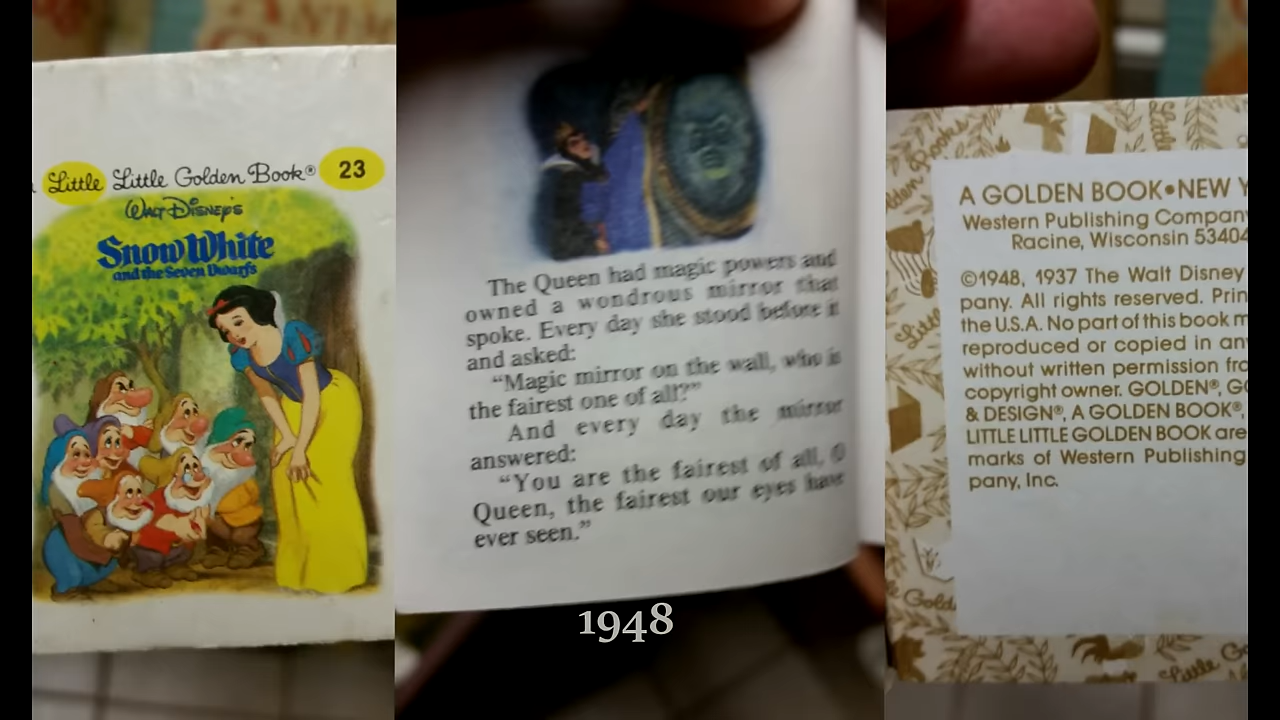 Little Little Golden Book® 23
WALT DISNEY'S
Snow White
and the Seven Dwarfs
The Queen had magic powers and
owned a wondrous mirror that
spoke. Every day she stood before it
and asked:
“Magic mirror on the wall, who is
the fairest one of all?”
And every day the mirror
answered:
“You are the fairest of all, O
Queen, the fairest our eyes have
ever seen.”
1948
A GOLDEN BOOK•NEW Y
Western Publishing Company
Racine, Wisconsin 53404
©1948, 1937 The Walt Disney
pany. All rights reserved. Prin
the U.S.A. No part of this book m
reproduced or copied in an
without written permission fro
copyright owner. GOLDEN®, G
& DESIGN®, A GOLDEN BOOK®,
LITTLE LITTLE GOLDEN BOOK are
marks of Western Publishing
pany, Inc.